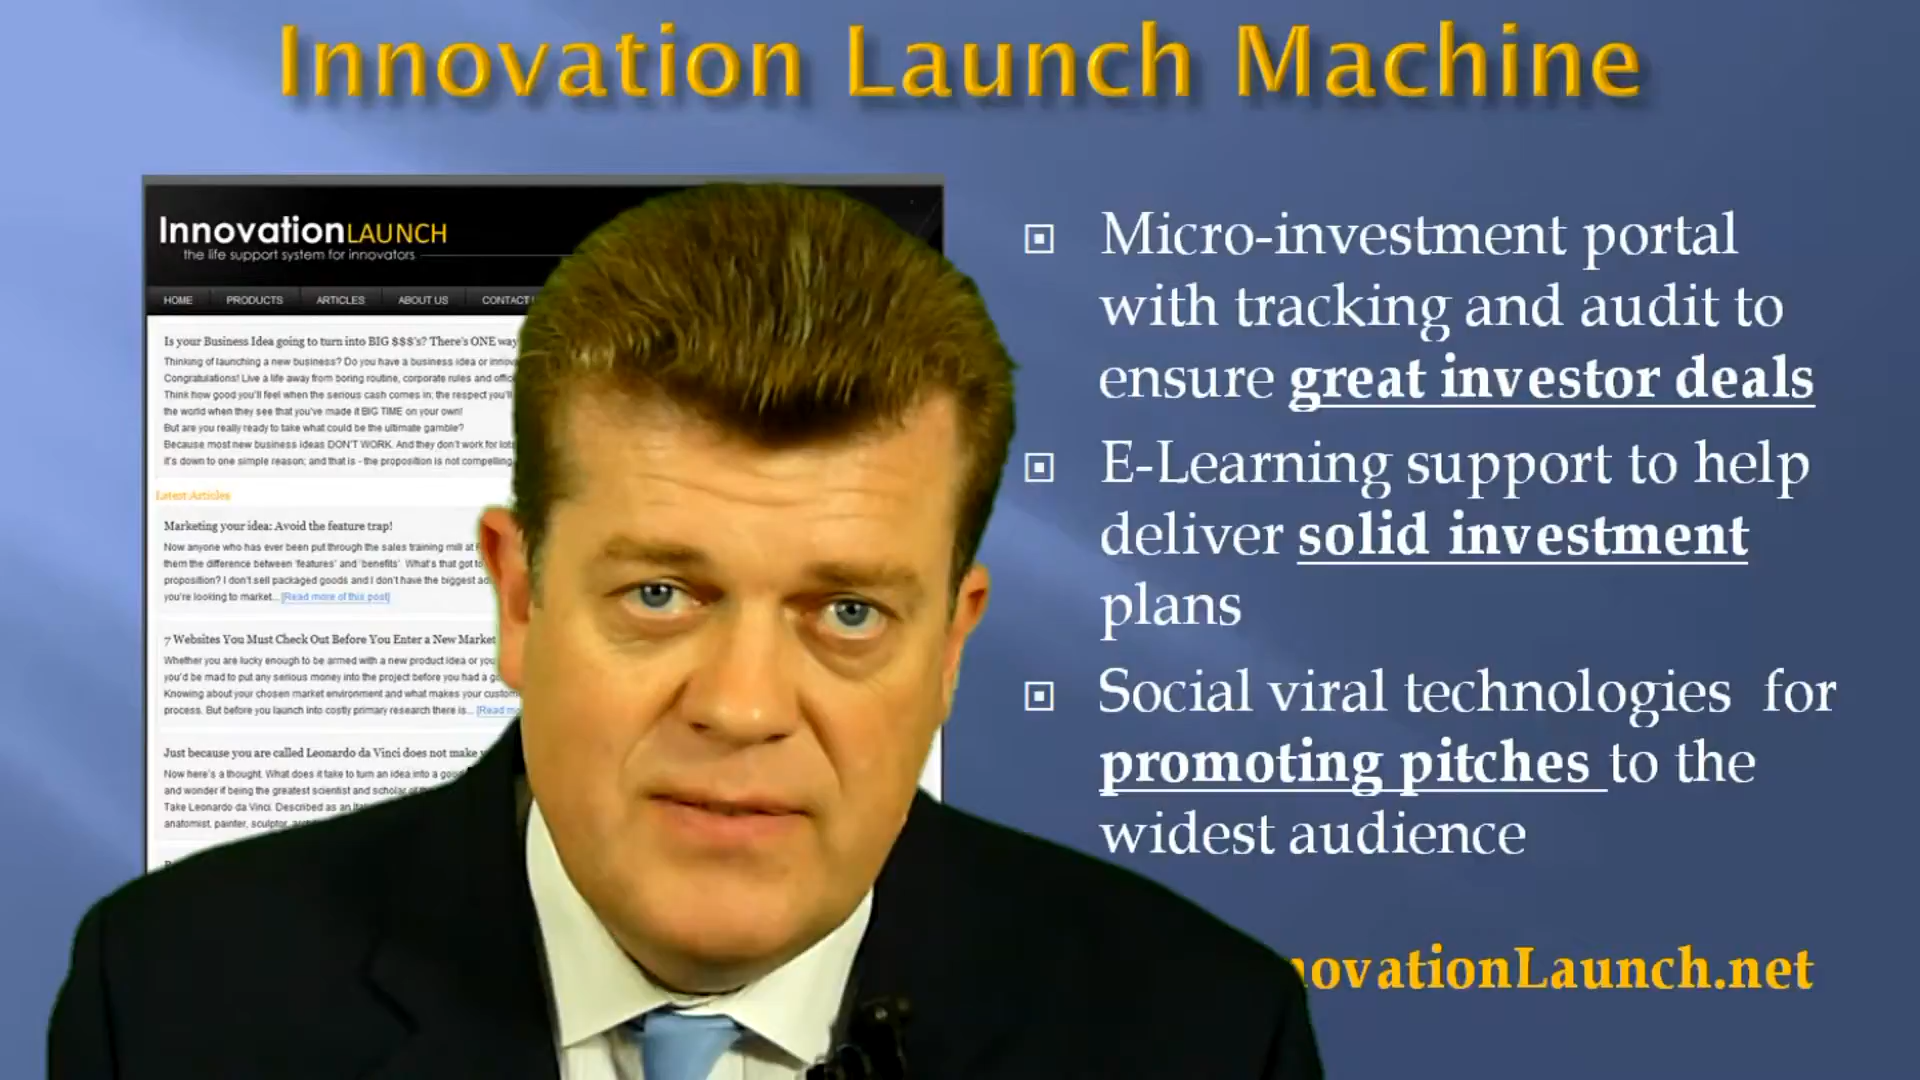 Innovation Launch Machine
InnovationLAUNCH
the life support system for innovators
HOME PRODUCTS ARTICLES ABOUT US CONTACT
Is your Business Idea going to turn into BIG $$$'s? There's ONE way
Thinking of launching a new business? Do you have a business idea or
Congratulations! Live a life away from boring routine, corporate rules and
Think how good you'll feel when the serious cash comes in; the respect you'll
the world when they see that you've made it BIG TIME on your own!
But are you really ready to take what could be the ultimate gamble?
Because most new business ideas DON'T WORK. And they don't work for lots
it's down to one simple reason; and that is - the proposition is not compelling
Latest Articles
Marketing your idea: Avoid the feature trap!
Now anyone who has ever been put through the sales training mill at
them the difference between 'features' and 'benefits'. What's that got to
proposition? I don't sell packaged goods and I don't have the biggest
you're looking to market... [Read more of this post]
7 Websites You Must Check Out Before You Enter a New Market
Whether you are lucky enough to be armed with a new product idea or you
you'd be mad to put any serious money into the project before you had a
Knowing about your chosen market environment and what makes your
process. But before you launch into costly primary research there is... [Read
Just because you are called Leonardo da Vinci does not make
Now here's a thought. What does it take to turn an idea into a
and wonder if being the greatest scientist and scholar of
Take Leonardo da Vinci. Described as an
anatomist, painter, sculptor,
Micro-investment portal
with tracking and audit to
ensure great investor deals
E-Learning support to help
deliver solid investment
plans
Social viral technologies for
promoting pitches to the
widest audience
novationLaunch.net